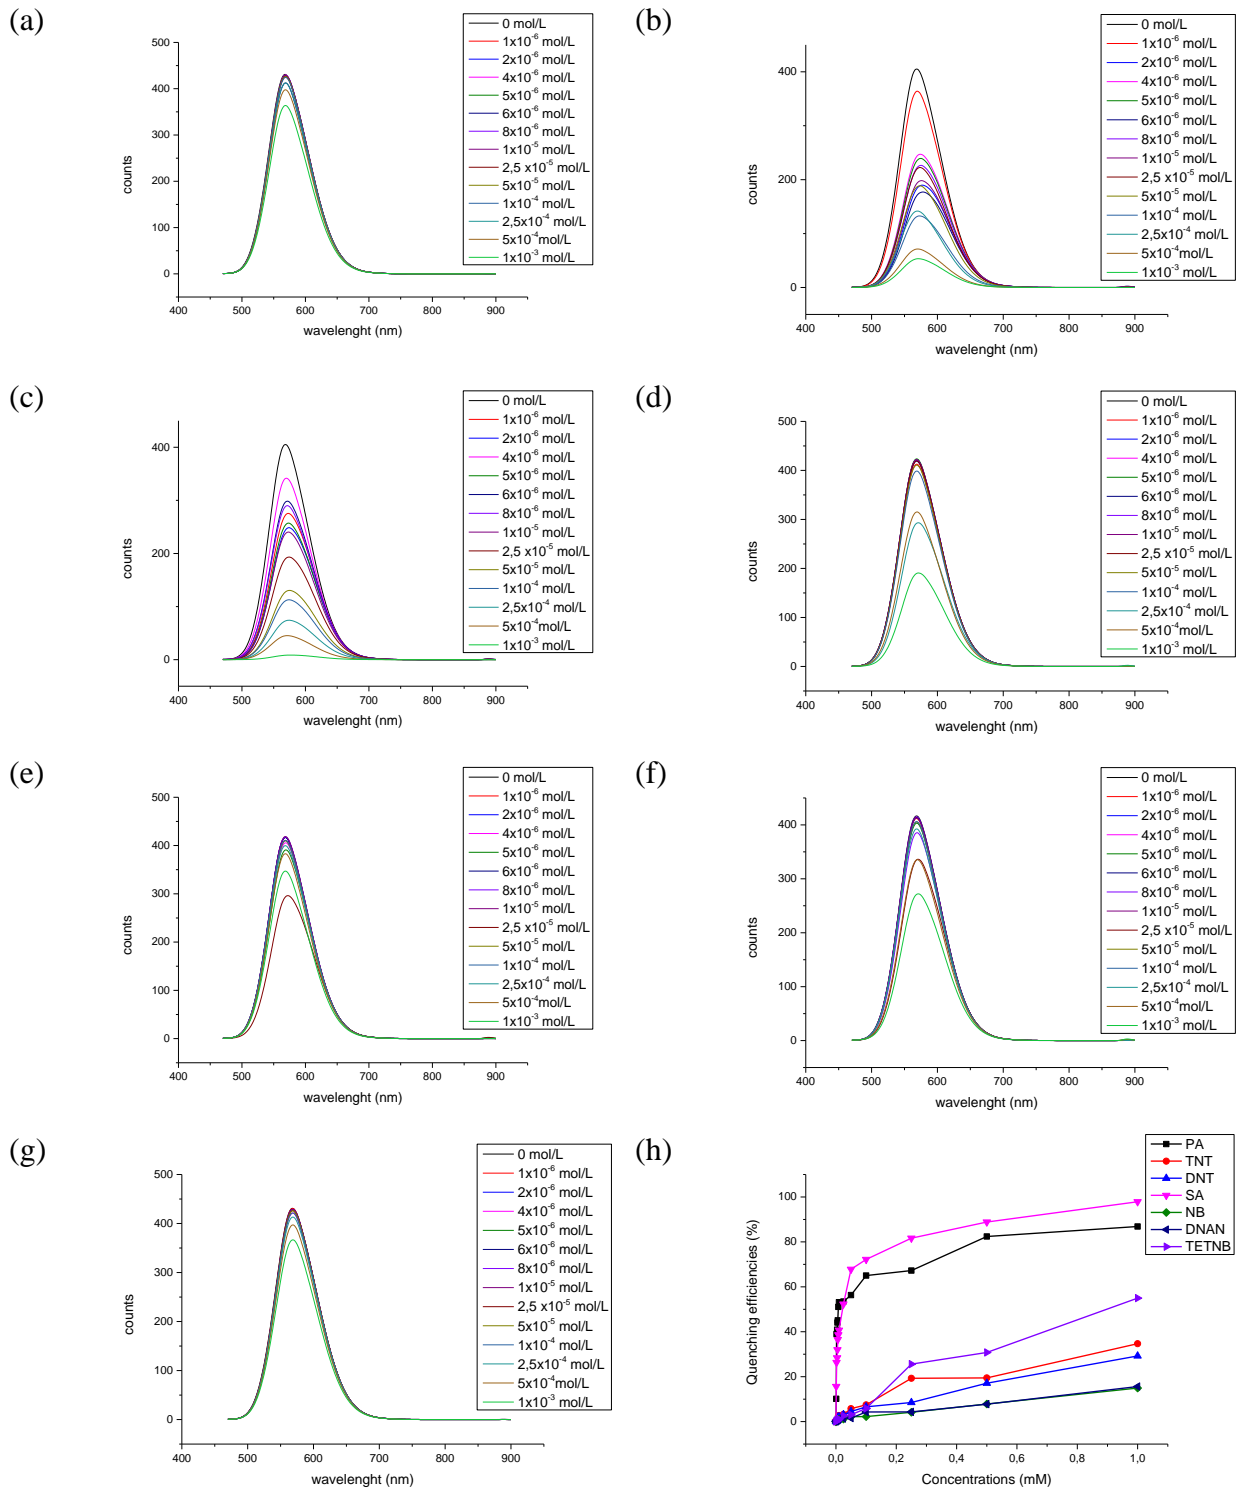 (a)
500
400
300
200
100
0
counts
400 500 600 700 800 900
wavelenght (nm)
0 mol/L
1x10⁻⁶ mol/L
2x10⁻⁶ mol/L
4x10⁻⁶ mol/L
5x10⁻⁶ mol/L
6x10⁻⁶ mol/L
8x10⁻⁶ mol/L
1x10⁻⁵ mol/L
2,5 x10⁻⁵ mol/L
5x10⁻⁵ mol/L
1x10⁻⁴ mol/L
2,5x10⁻⁴ mol/L
5x10⁻⁴mol/L
1x10⁻³ mol/L
(b)
400
200
0
counts
400 500 600 700 800 900
wavelenght (nm)
0 mol/L
1x10⁻⁶ mol/L
2x10⁻⁶ mol/L
4x10⁻⁶ mol/L
5x10⁻⁶ mol/L
6x10⁻⁶ mol/L
8x10⁻⁶ mol/L
1x10⁻⁵ mol/L
2,5 x10⁻⁵ mol/L
5x10⁻⁵ mol/L
1x10⁻⁴ mol/L
2,5x10⁻⁴ mol/L
5x10⁻⁴ mol/L
1x10⁻³ mol/L
(c)
400
200
0
counts
400 500 600 700 800 900
wavelenght (nm)
0 mol/L
1x10⁻⁶ mol/L
2x10⁻⁶ mol/L
4x10⁻⁶ mol/L
5x10⁻⁶ mol/L
6x10⁻⁶ mol/L
8x10⁻⁶ mol/L
1x10⁻⁵ mol/L
2,5 x10⁻⁵ mol/L
5x10⁻⁵ mol/L
1x10⁻⁴ mol/L
2,5x10⁻⁴ mol/L
5x10⁻⁴mol/L
1x10⁻³ mol/L
(d)
500
400
300
200
100
0
counts
400 500 600 700 800 900
wavelenght (nm)
0 mol/L
1x10⁻⁶ mol/L
2x10⁻⁶ mol/L
4x10⁻⁶ mol/L
5x10⁻⁶ mol/L
6x10⁻⁶ mol/L
8x10⁻⁶ mol/L
1x10⁻⁵ mol/L
2,5 x10⁻⁵ mol/L
5x10⁻⁵ mol/L
1x10⁻⁴ mol/L
2,5x10⁻⁴ mol/L
5x10⁻⁴mol/L
1x10⁻³ mol/L
(e)
500
400
300
200
100
0
counts
400 500 600 700 800 900
wavelenght (nm)
0 mol/L
1x10⁻⁶ mol/L
2x10⁻⁶ mol/L
4x10⁻⁶ mol/L
5x10⁻⁶ mol/L
6x10⁻⁶ mol/L
8x10⁻⁶ mol/L
1x10⁻⁵ mol/L
2,5 x10⁻⁵ mol/L
5x10⁻⁵ mol/L
1x10⁻⁴ mol/L
2,5x10⁻⁴ mol/L
5x10⁻⁴mol/L
1x10⁻³ mol/L
(f)
400
300
200
100
0
counts
400 500 600 700 800 900
wavelenght (nm)
0 mol/L
1x10⁻⁶ mol/L
2x10⁻⁶ mol/L
4x10⁻⁶ mol/L
5x10⁻⁶ mol/L
6x10⁻⁶ mol/L
8x10⁻⁶ mol/L
1x10⁻⁵ mol/L
2,5 x10⁻⁵ mol/L
5x10⁻⁵ mol/L
1x10⁻⁴ mol/L
2,5x10⁻⁴ mol/L
5x10⁻⁴mol/L
1x10⁻³ mol/L
(g)
500
400
300
200
100
0
counts
400 500 600 700 800 900
wavelenght (nm)
0 mol/L
1x10⁻⁶ mol/L
2x10⁻⁶ mol/L
4x10⁻⁶ mol/L
5x10⁻⁶ mol/L
6x10⁻⁶ mol/L
8x10⁻⁶ mol/L
1x10⁻⁵ mol/L
2,5 x10⁻⁵ mol/L
5x10⁻⁵ mol/L
1x10⁻⁴ mol/L
2,5x10⁻⁴ mol/L
5x10⁻⁴mol/L
1x10⁻³ mol/L
(h)
100
80
60
40
20
0
Quenching efficiencies (%)
0,0 0,2 0,4 0,6 0,8 1,0
Concentrations (mM)
PA
TNT
DNT
SA
NB
DNAN
TETNB